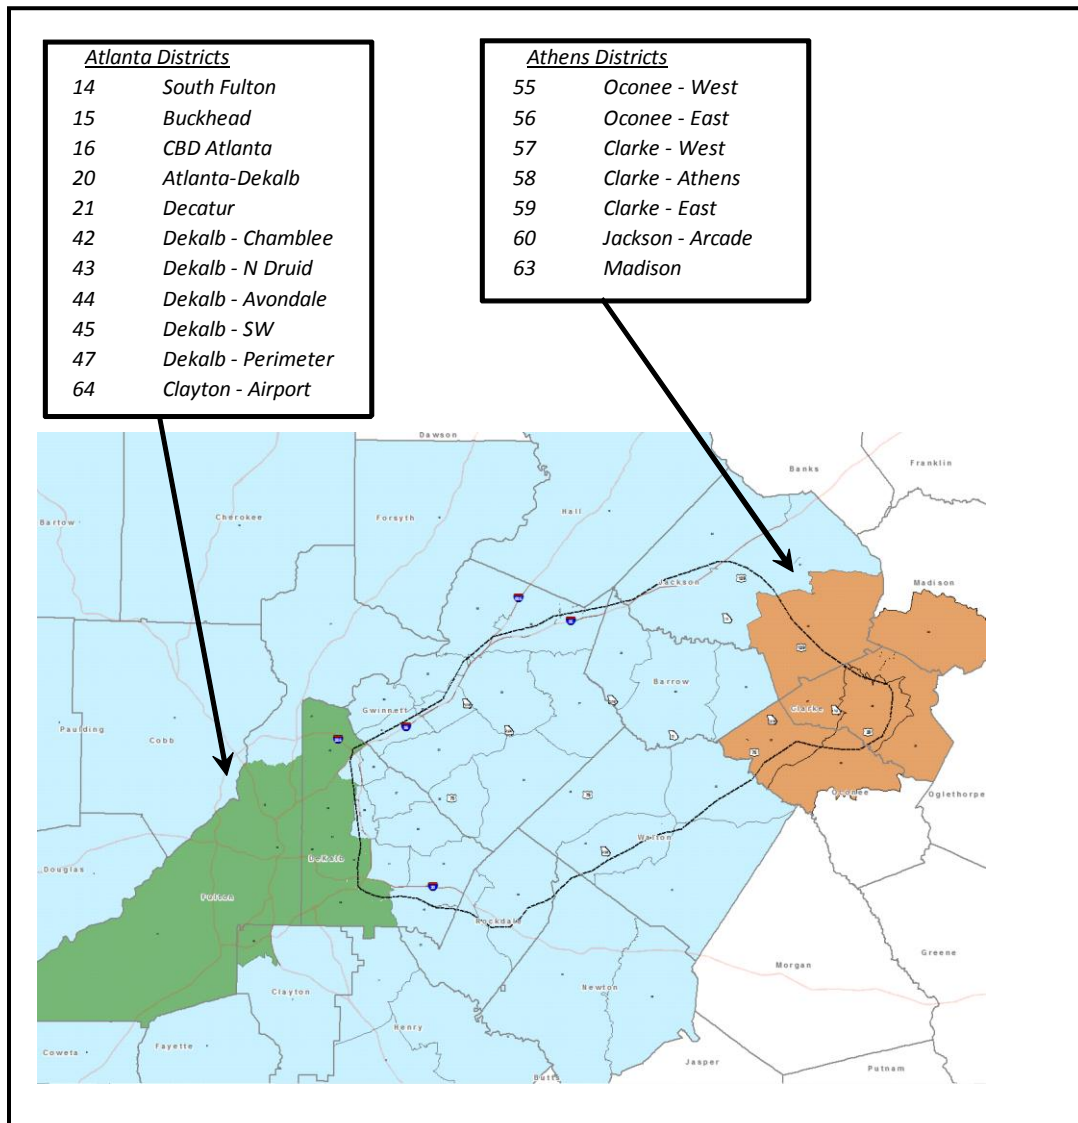 Atlanta Districts
14 South Fulton
15 Buckhead
16 CBD Atlanta
20 Atlanta-Dekalb
21 Decatur
42 Dekalb - Chamblee
43 Dekalb - N Druid
44 Dekalb - Avondale
45 Dekalb - SW
47 Dekalb - Perimeter
64 Clayton - Airport
Athens Districts
55 Oconee - West
56 Oconee - East
57 Clarke - West
58 Clarke - Athens
59 Clarke - East
60 Jackson - Arcade
63 Madison
Dawson
Banks
Franklin
Hall
Bartow
Cherokee
Forsyth
Jackson
Madison
Barrow
Gwinnett
Clarke
Paulding
Cobb
Oconee
Oglethorpe
Walton
DeKalb
Douglas
Fulton
Rockdale
Greene
Morgan
Clayton
Newton
Henry
Fayette
Coweta
Jasper
Putnam
Butts